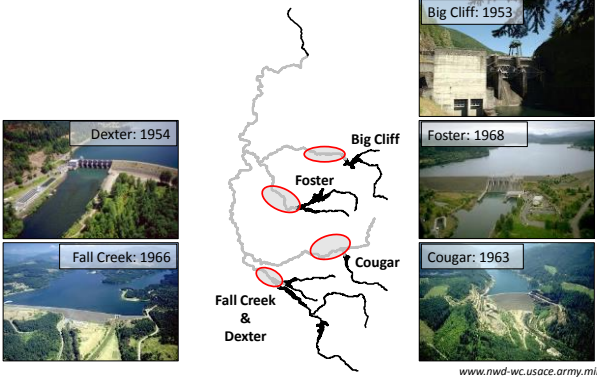 Big Cliff: 1953
Dexter: 1954
Foster: 1968
Fall Creek: 1966
Cougar: 1963
Big Cliff
Foster
Cougar
Fall Creek
&
Dexter
www.nwd-wc.usace.army.mil